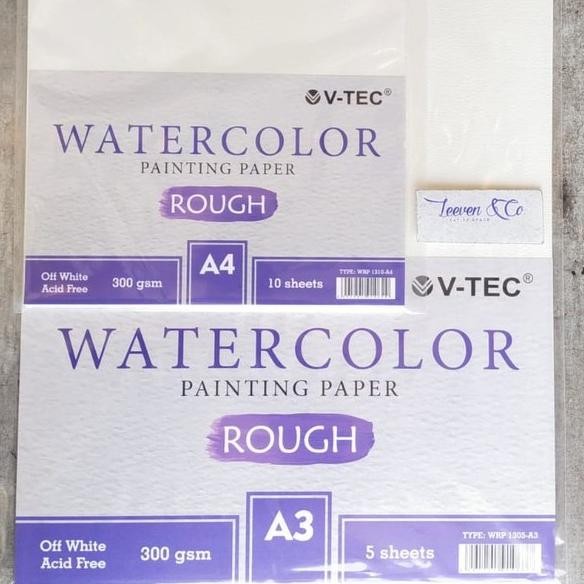 V-TEC®
WATERCOLOR
PAINTING PAPER
ROUGH
Off White
Acid Free
300 gsm
A4
10 sheets
TYPE: WRP 1310-A4
Teeven & Co
V-TEC®
WATERCOLOR
PAINTING PAPER
ROUGH
Off White
Acid Free
300 gsm
A3
5 sheets
TYPE: WRP 1305-A3